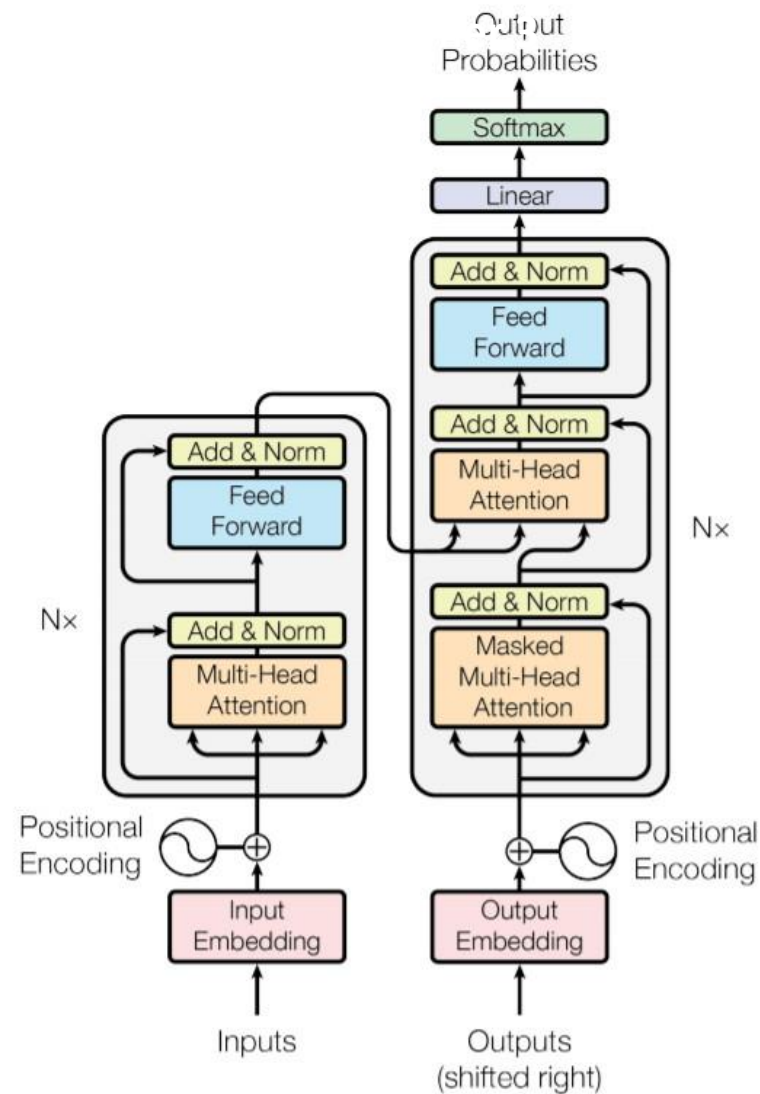 Output
Probabilities
Softmax
Linear
Add & Norm
Feed
Forward
Add & Norm
Multi-Head
Attention
Add & Norm
Masked
Multi-Head
Attention
N×
Add & Norm
Feed
Forward
Add & Norm
Multi-Head
Attention
N×
Positional
Encoding
Positional
Encoding
Input
Embedding
Output
Embedding
Inputs
Outputs
(shifted right)